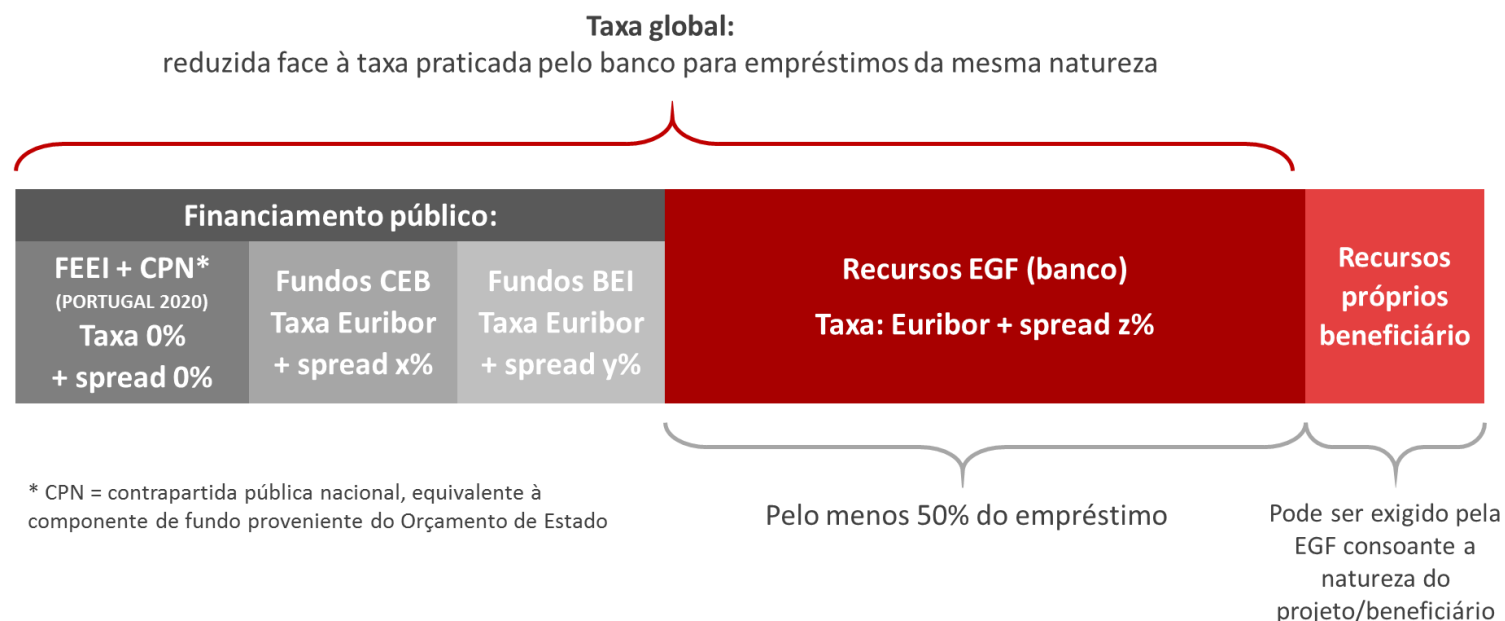 Taxa global:
reduzida face à taxa praticada pelo banco para empréstimos da mesma natureza
Financiamento público:
FEEI + CPN*
(PORTUGAL 2020)
Taxa 0%
+ spread 0%
Fundos CEB
Taxa Euribor
+ spread x%
Fundos BEI
Taxa Euribor
+ spread y%
Recursos EGF (banco)
Taxa: Euribor + spread z%
Recursos
próprios
beneficiário
* CPN = contrapartida pública nacional, equivalente à
componente de fundo proveniente do Orçamento de Estado
Pelo menos 50% do empréstimo
Pode ser exigido pela
EGF consoante a
natureza do
projeto/beneficiário